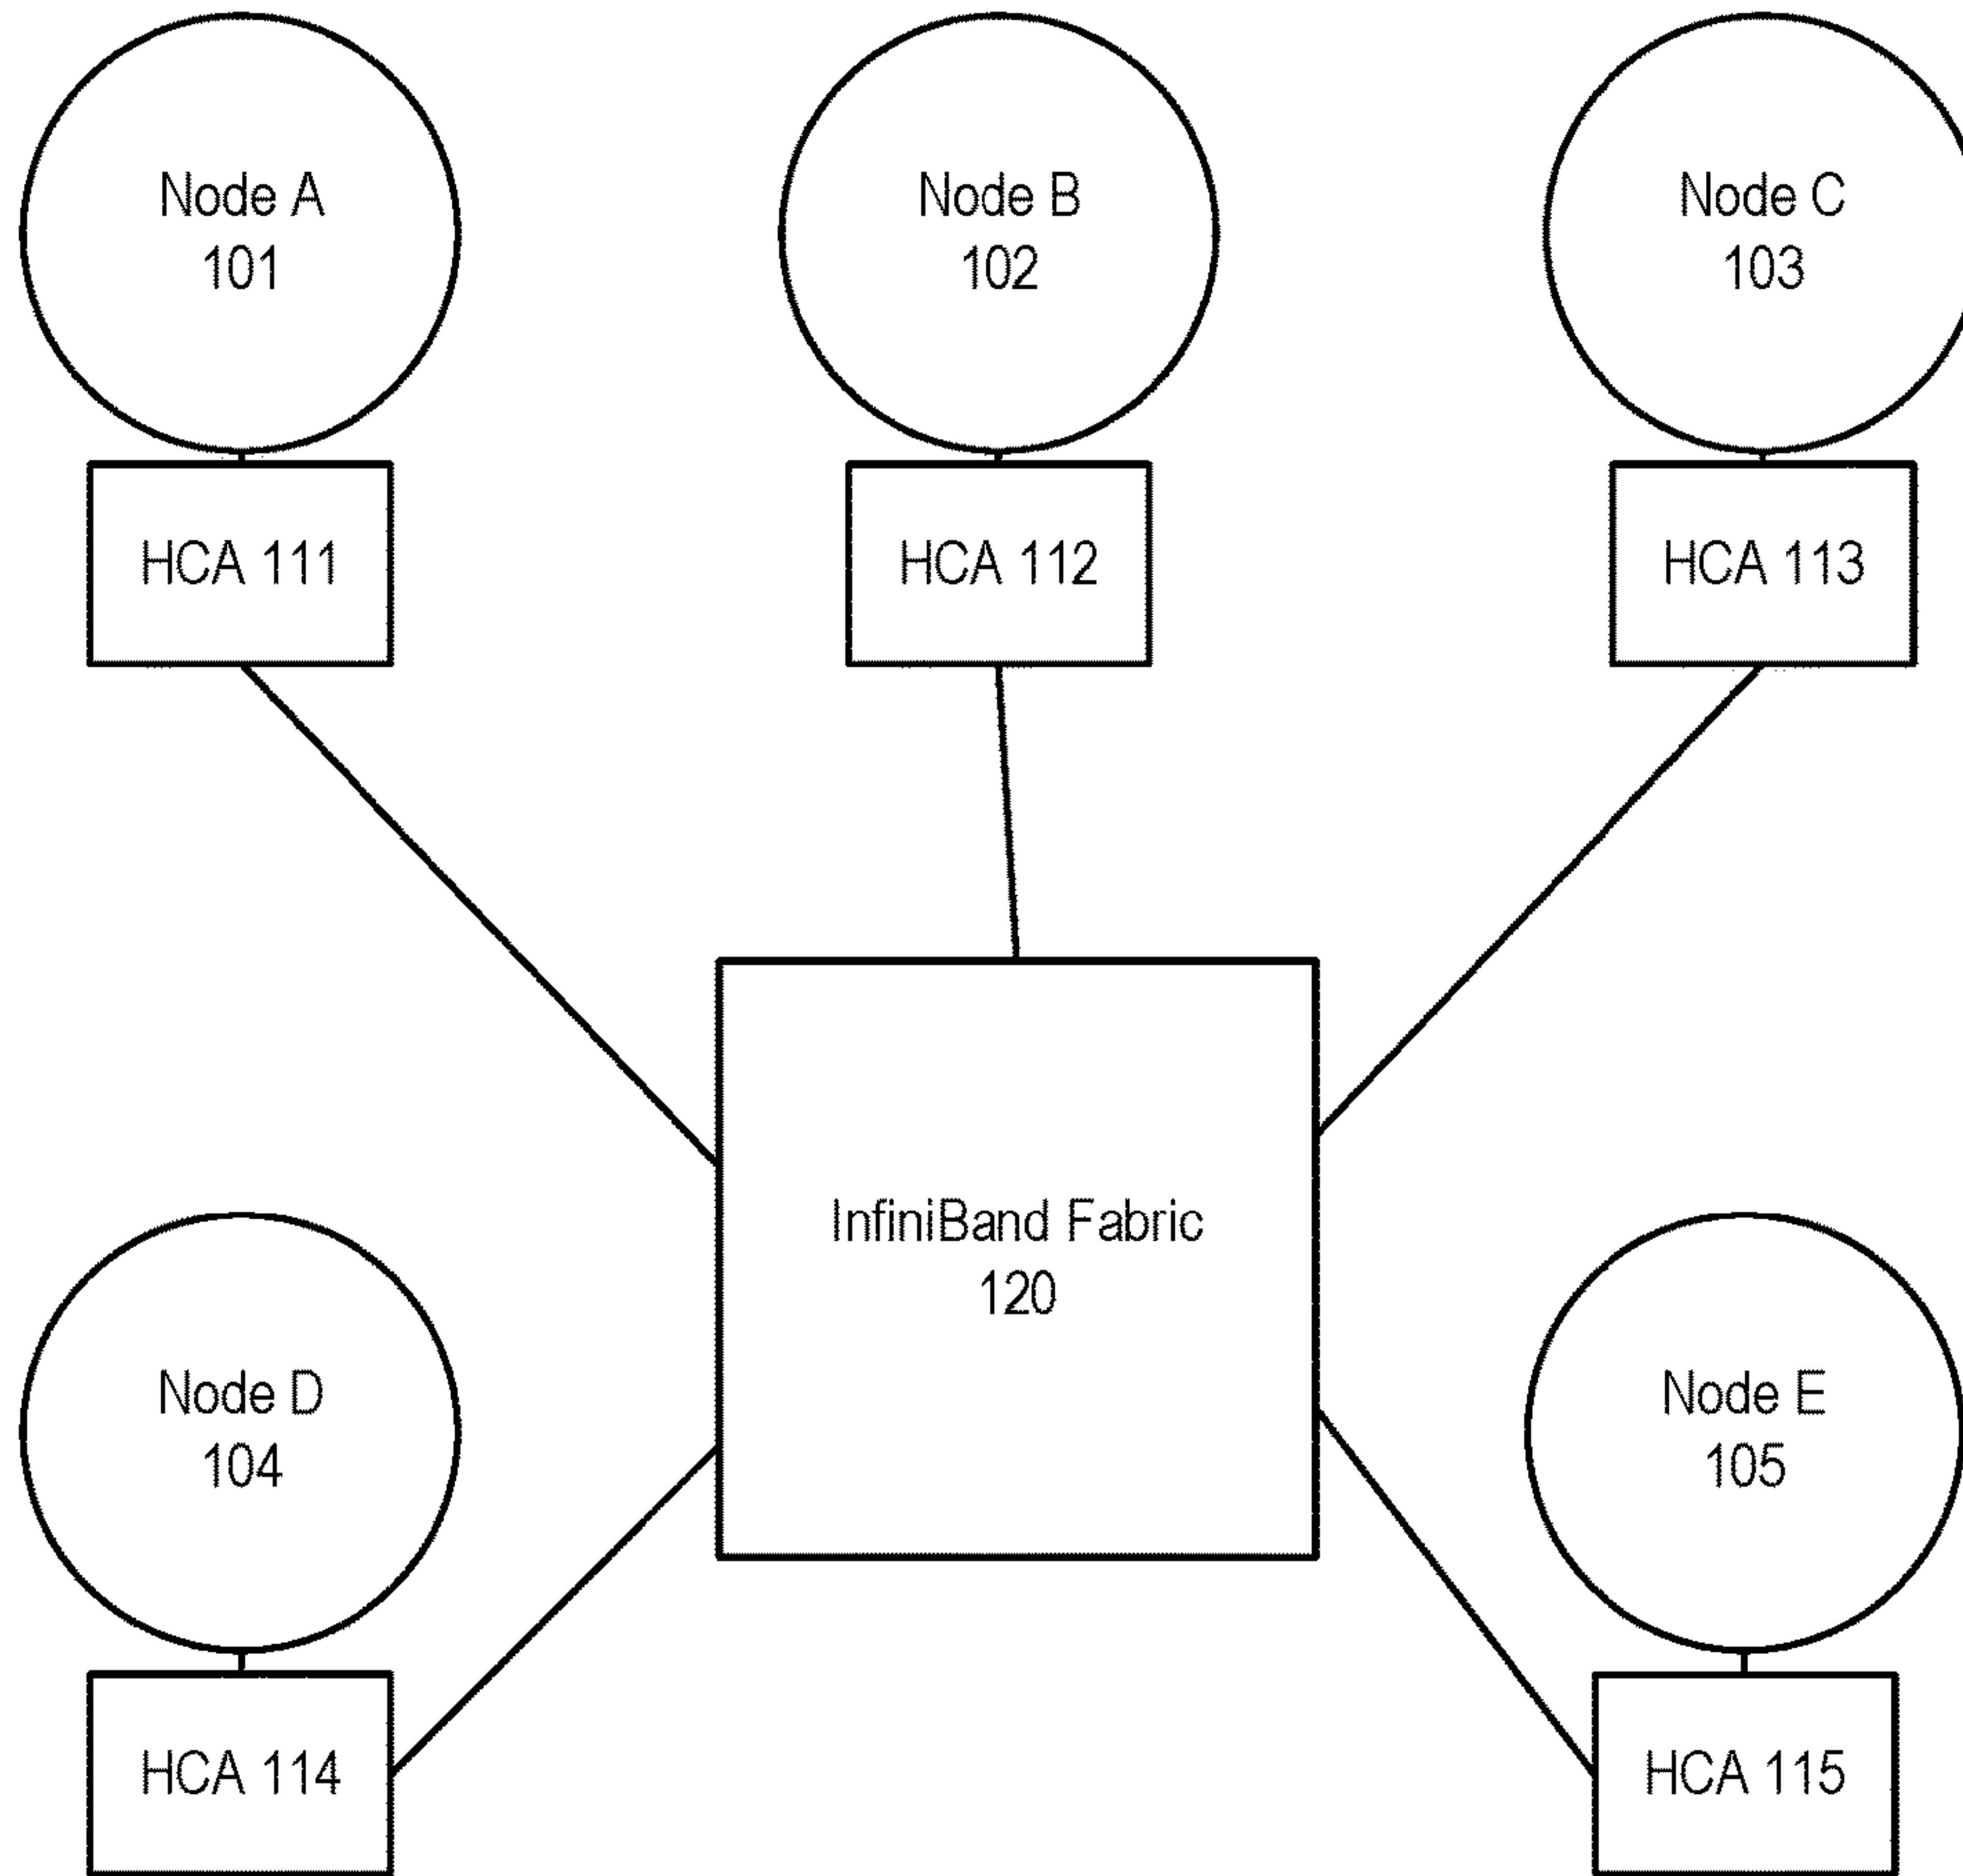 Node A
101
Node B
102
Node C
103
HCA 111
HCA 112
HCA 113
InfiniBand Fabric
120
Node D
104
Node E
105
HCA 114
HCA 115